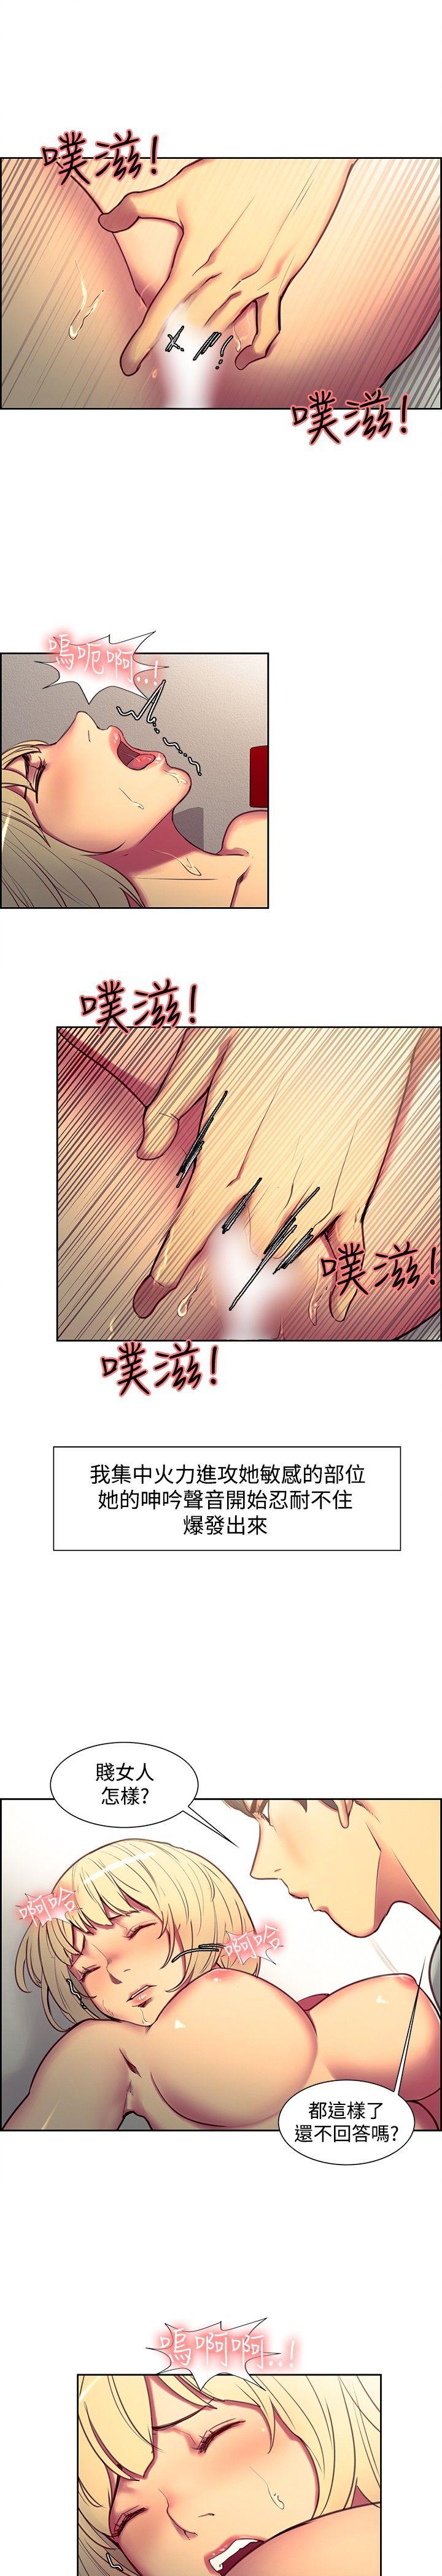 噗滋!
噗滋!
嗚呃啊..!
噗滋!
噗滋!
噗滋!
我集中火力進攻她敏感的部位
她的呻吟聲音開始忍耐不住
爆發出來
賤女人
怎樣?
啊哈
啊哈
都這樣了
還不回答嗎?
嗚啊啊..!